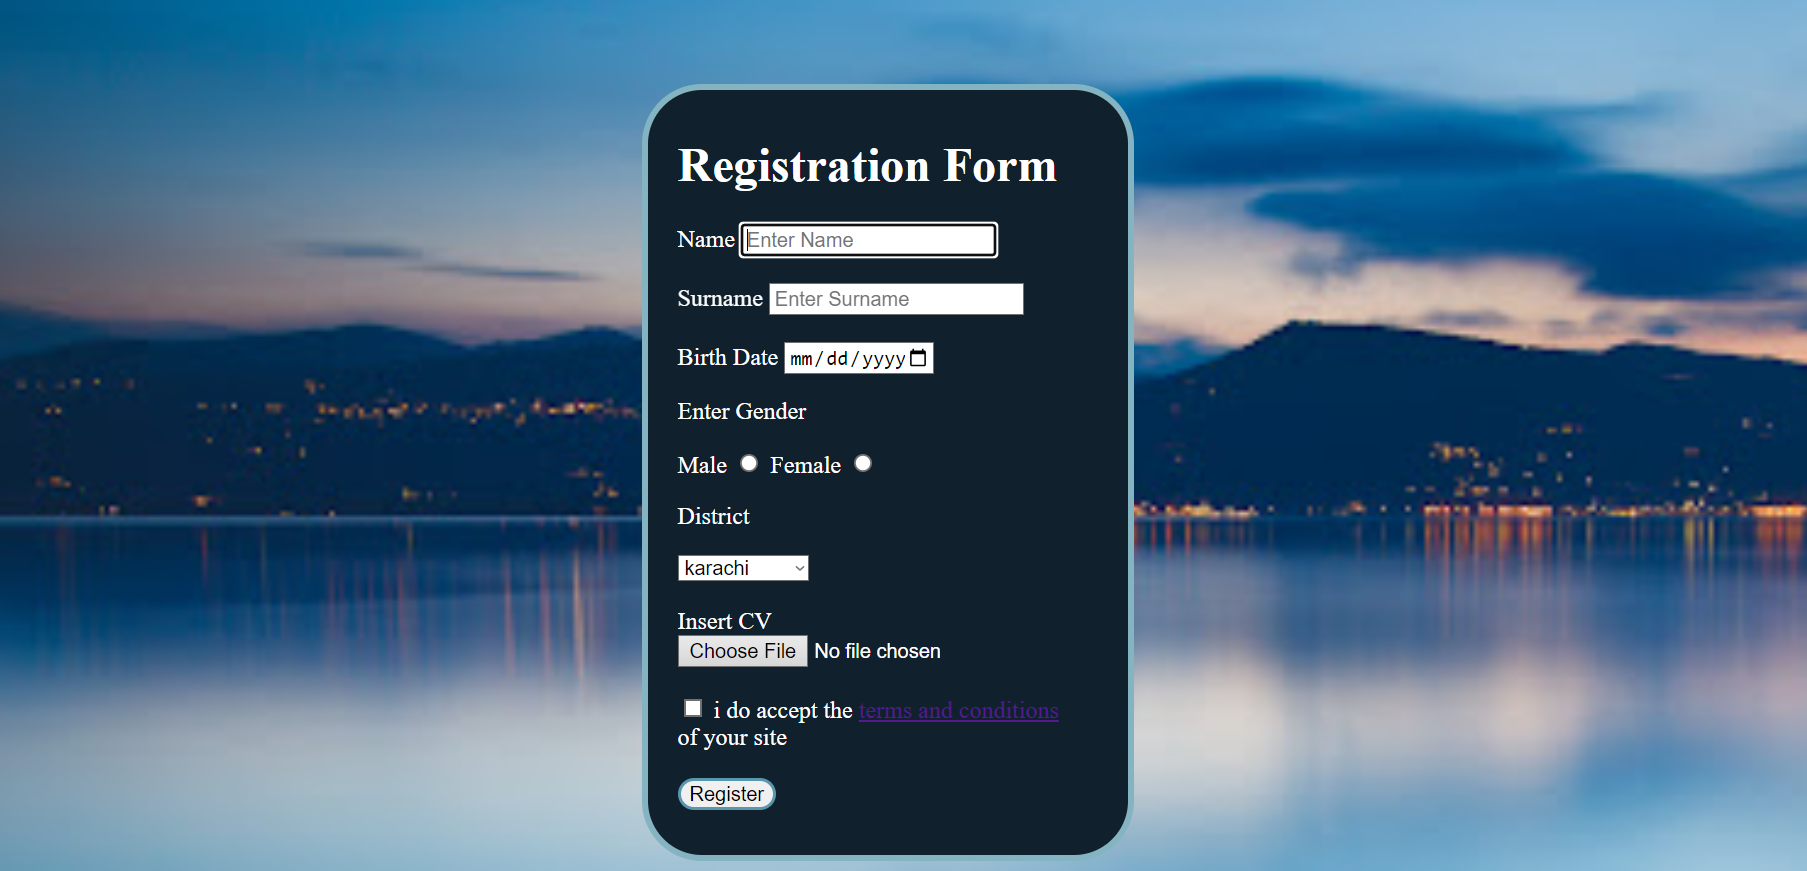 Registration Form
Name Enter Name
Surname Enter Surname
Birth Date mm/dd/yyyy
Enter Gender
Male Female
District
karachi
Insert CV
Choose File No file chosen
i do accept the terms and conditions
of your site
Register